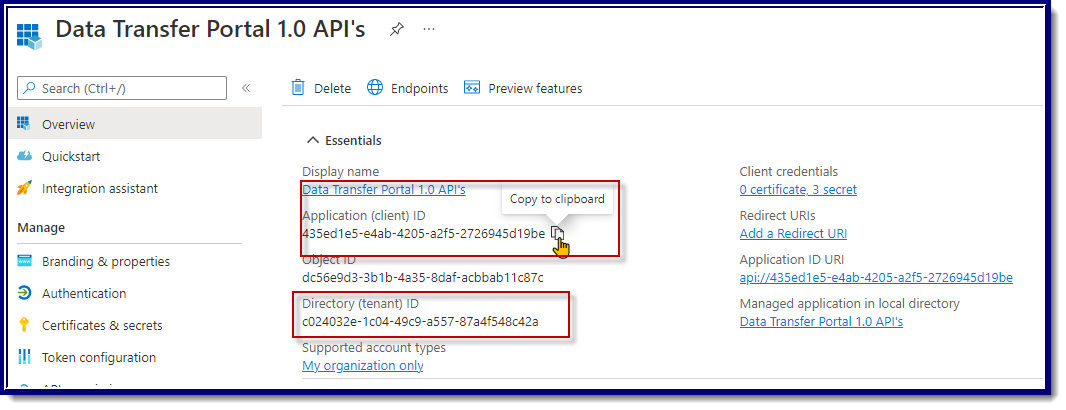 Data Transfer Portal 1.0 API's
Search (Ctrl+/)
Overview
Quickstart
Integration assistant
Manage
Branding & properties
Authentication
Certificates & secrets
Token configuration
Delete
Endpoints
Preview features
Essentials
Display name
Data Transfer Portal 1.0 API's
Copy to clipboard
Application (client) ID
435ed1e5-e4ab-4205-a2f5-2726945d19be
Object ID
dc56e9d3-3b1b-4a35-8daf-acbbab11c87c
Directory (tenant) ID
c024032e-1c04-49c9-a557-87a4f548c42a
Supported account types
My organization only
Client credentials
0 certificate, 3 secret
Redirect URIs
Add a Redirect URI
Application ID URI
api://435ed1e5-e4ab-4205-a2f5-2726945d19be
Managed application in local directory
Data Transfer Portal 1.0 API's